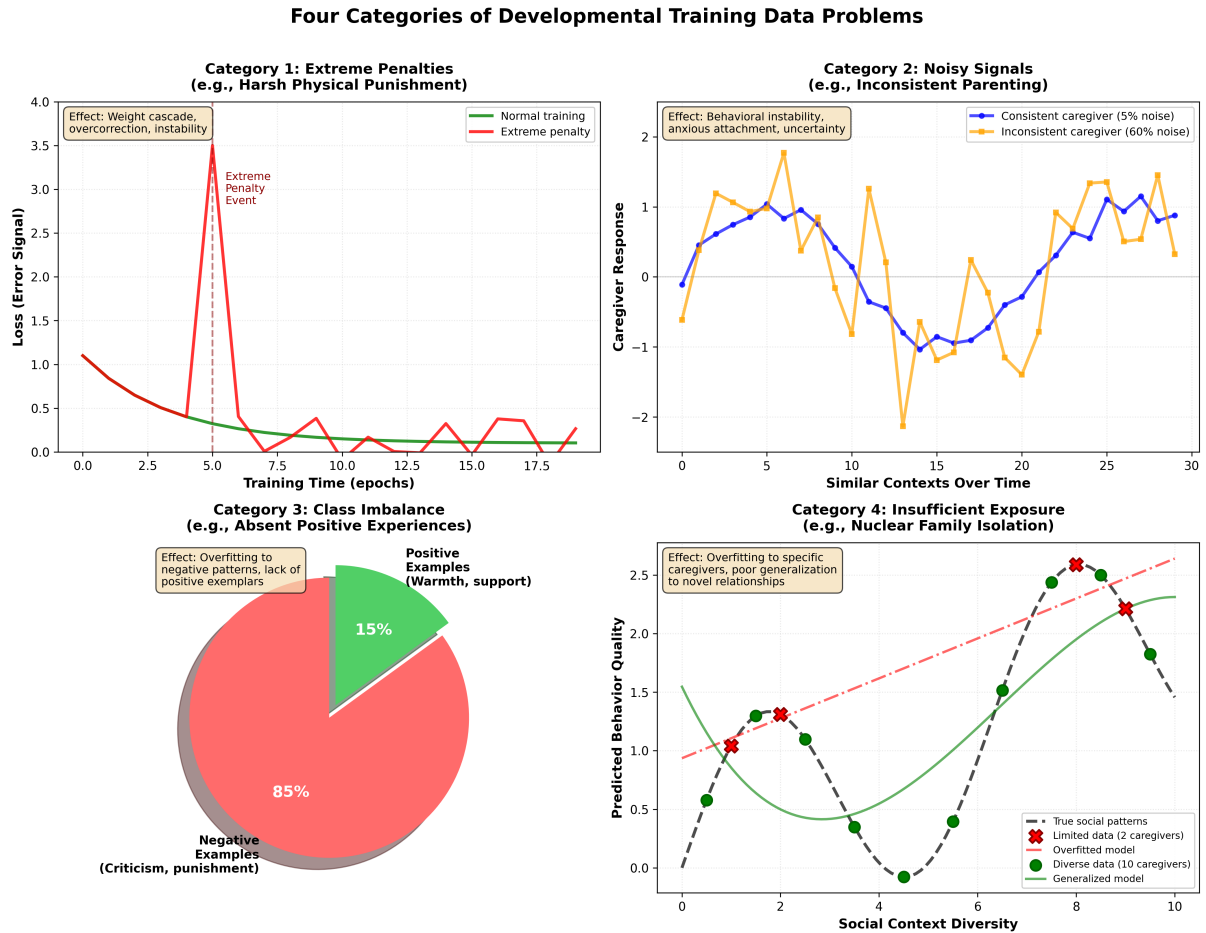 Four Categories of Developmental Training Data Problems
Category 1: Extreme Penalties
(e.g., Harsh Physical Punishment)
Effect: Weight cascade,
overcorrection, instability
Normal training
Extreme penalty
Extreme
Penalty
Event
Loss (Error Signal)
4.0
3.5
3.0
2.5
2.0
1.5
1.0
0.5
0.0
0.0
2.5
5.0
7.5
10.0
12.5
15.0
17.5
Training Time (epochs)
Category 2: Noisy Signals
(e.g., Inconsistent Parenting)
Effect: Behavioral instability,
anxious attachment, uncertainty
Consistent caregiver (5% noise)
Inconsistent caregiver (60% noise)
Caregiver Response
2
1
0
−1
−2
0
5
10
15
20
25
30
Similar Contexts Over Time
Category 3: Class Imbalance
(e.g., Absent Positive Experiences)
Effect: Overfitting to
negative patterns, lack of
positive exemplars
Positive
Examples
(Warmth, support)
15%
85%
Negative
Examples
(Criticism, punishment)
Category 4: Insufficient Exposure
(e.g., Nuclear Family Isolation)
Effect: Overfitting to specific
caregivers, poor generalization
to novel relationships
Predicted Behavior Quality
2.5
2.0
1.5
1.0
0.5
0.0
True social patterns
Limited data (2 caregivers)
Overfitted model
Diverse data (10 caregivers)
Generalized model
0
2
4
6
8
10
Social Context Diversity